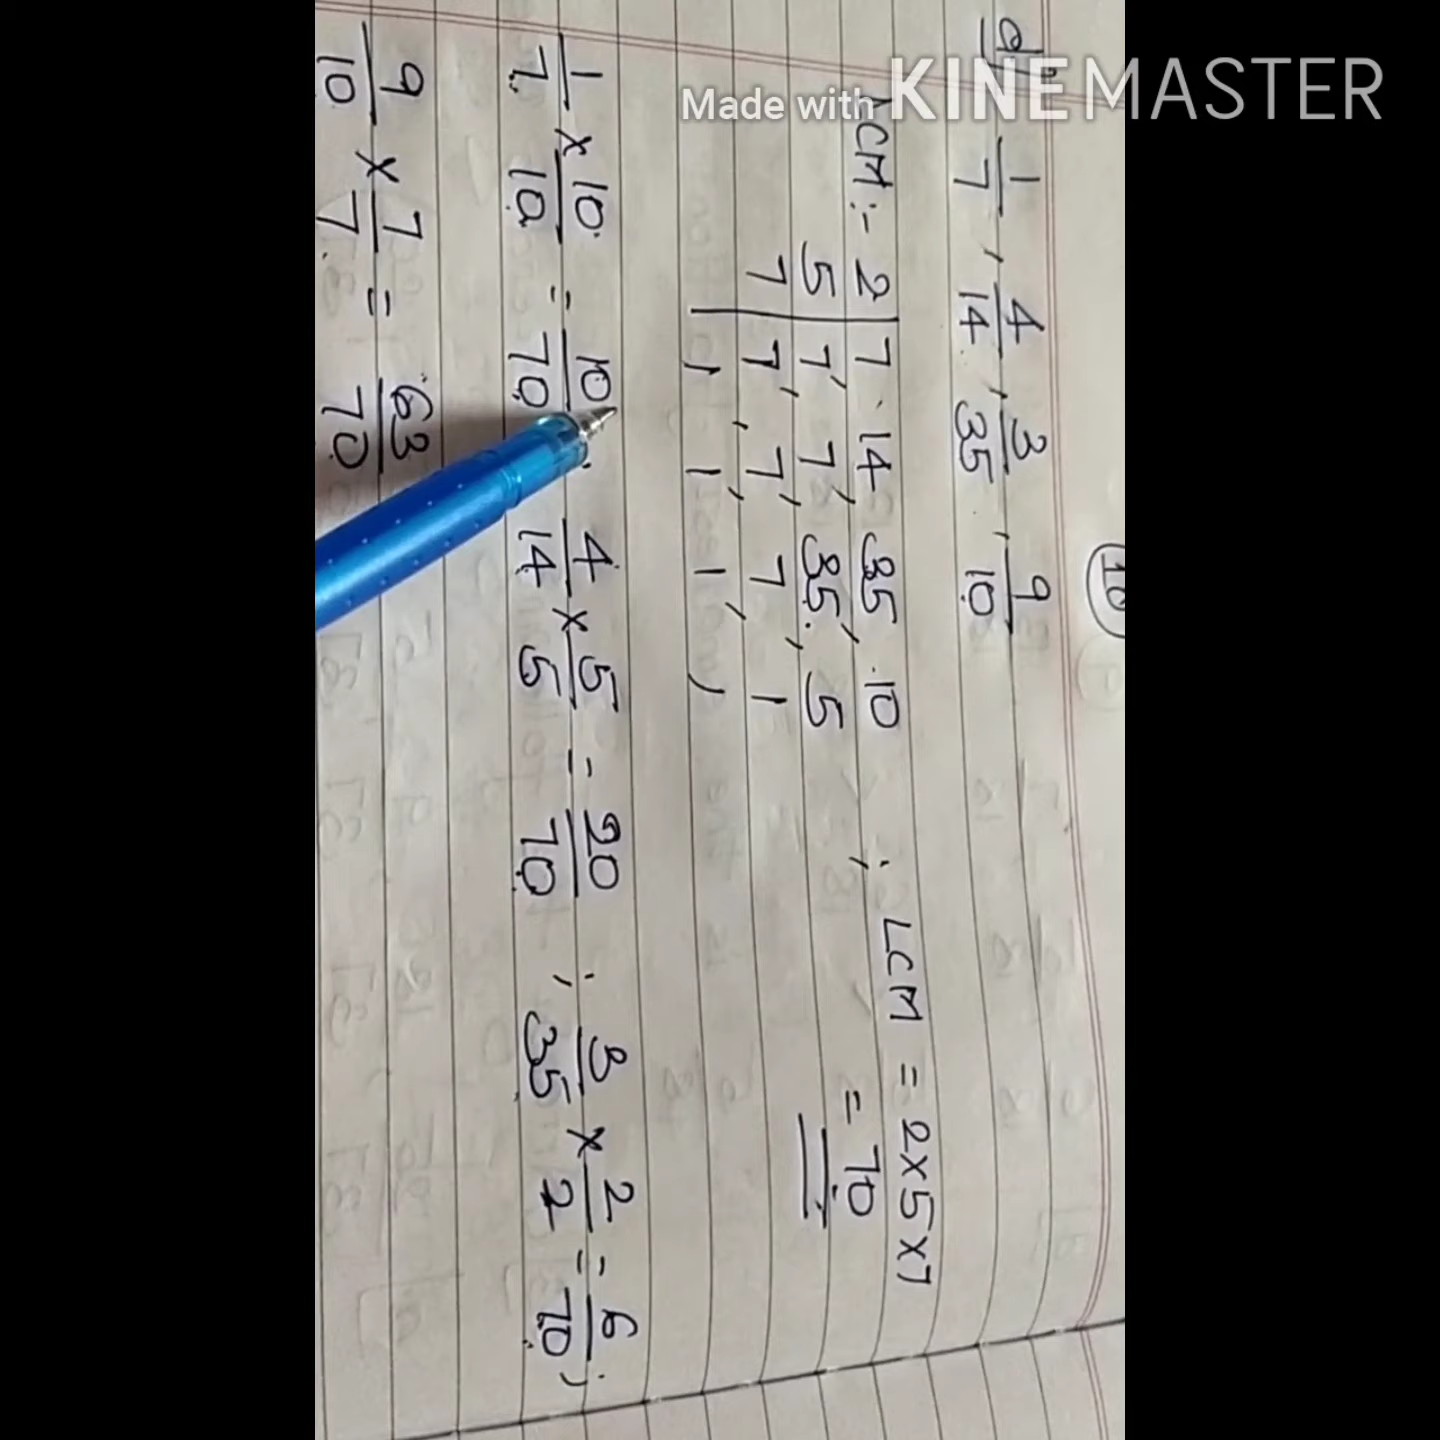 Made with KINEMASTER
10
d) 1/7 , 4/14 , 3/35 , 9/10
LCM:- 2 | 7 . 14 , 35 , 10 ; LCM = 2x5x7
5 | 7 , 7 , 35 , 5 = 70
7 | 7 , 7 , 7 , 1
1 , 1 , 1 , 1
1/7 x 10/10 = 10/70 ; 4/14 x 5/5 = 20/70 ; 3/35 x 2/2 = 6/70 ;
9/10 x 7/7 = 63/70